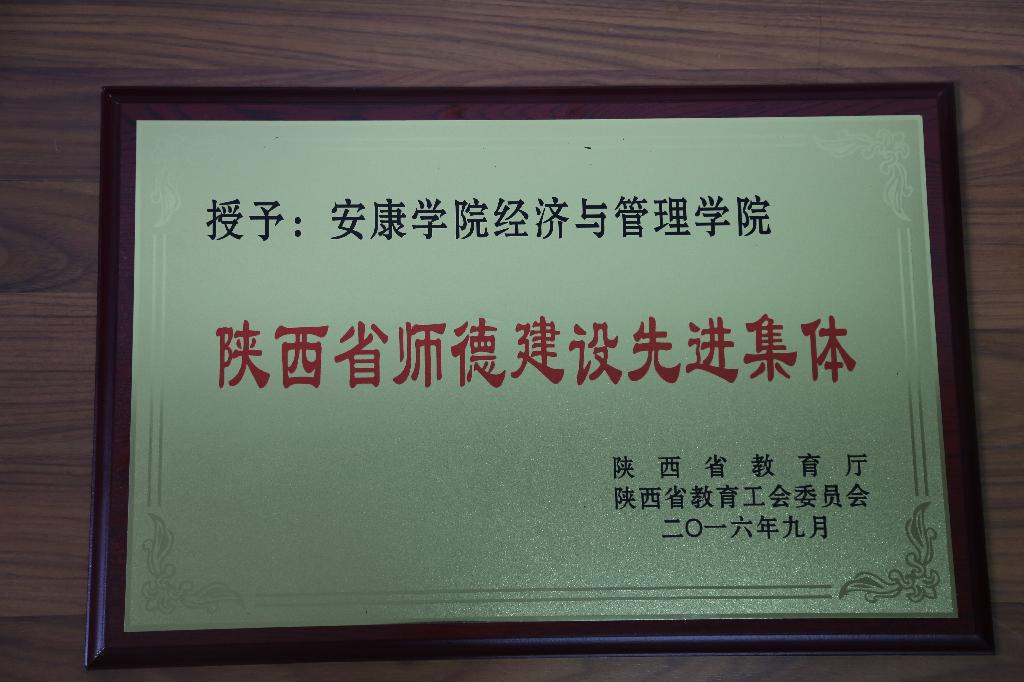 授予：安康学院经济与管理学院
陕西省师德建设先进集体
陕西省教育厅
陕西省教育工会委员会
二〇一六年九月